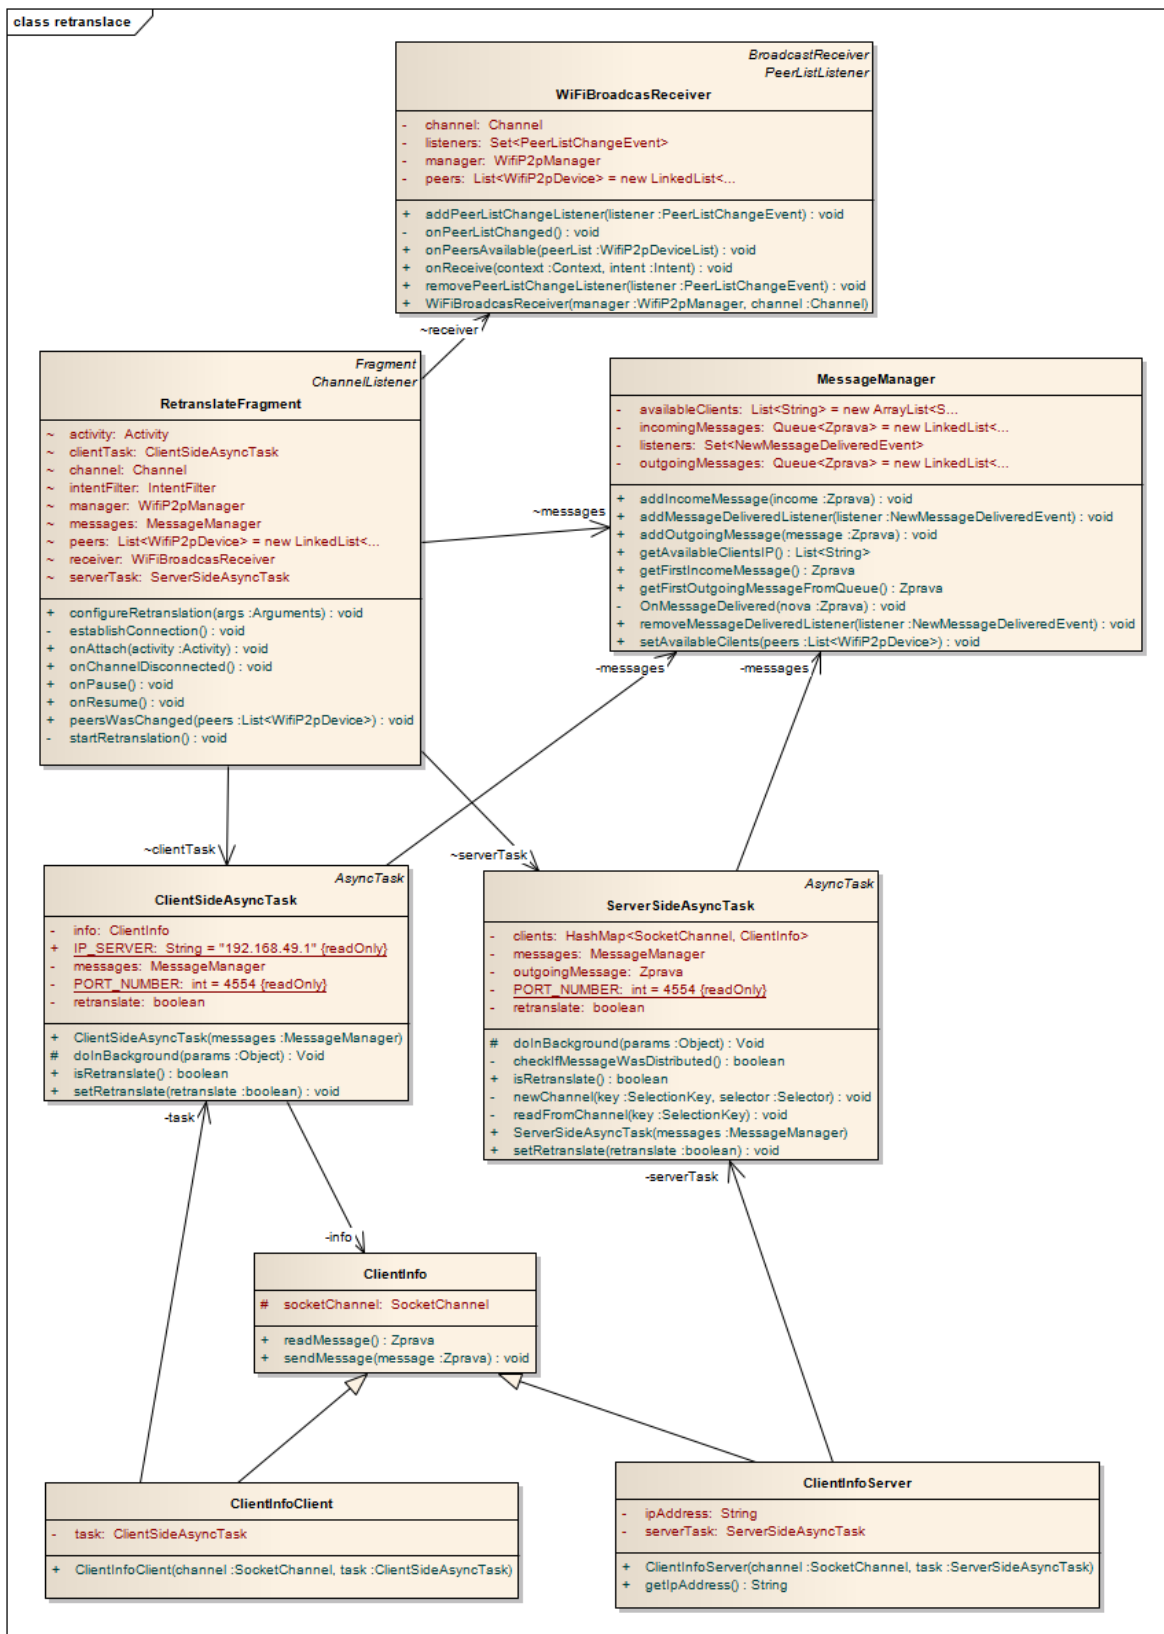 class retranslace
BroadcastReceiver
PeerListListener
WiFiBroadcasReceiver
- channel: Channel
- listeners: Set<PeerListChangeEvent>
- manager: WifiP2pManager
- peers: List<WifiP2pDevice> = new LinkedList<...
+ addPeerListChangeListener(listener :PeerListChangeEvent) : void
- onPeerListChanged() : void
+ onPeersAvailable(peerList :WifiP2pDeviceList) : void
+ onReceive(context :Context, intent :Intent) : void
+ removePeerListChangeListener(listener :PeerListChangeEvent) : void
+ WiFiBroadcasReceiver(manager :WifiP2pManager, channel :Channel)
~receiver
Fragment
ChannelListener
RetranslateFragment
~ activity: Activity
~ clientTask: ClientSideAsyncTask
~ channel: Channel
~ intentFilter: IntentFilter
~ manager: WifiP2pManager
~ messages: MessageManager
~ peers: List<WifiP2pDevice> = new LinkedList<...
~ receiver: WiFiBroadcasReceiver
~ serverTask: ServerSideAsyncTask
+ configureRetranslation(args :Arguments) : void
- establishConnection() : void
+ onAttach(activity :Activity) : void
+ onChannelDisconnected() : void
+ onPause() : void
+ onResume() : void
+ peersWasChanged(peers :List<WifiP2pDevice>) : void
- startRetranslation() : void
MessageManager
- availableClients: List<String> = new ArrayList<S...
- incomingMessages: Queue<Zprava> = new LinkedList<...
- listeners: Set<NewMessageDeliveredEvent>
- outgoingMessages: Queue<Zprava> = new LinkedList<...
+ addIncomeMessage(income :Zprava) : void
+ addMessageDeliveredListener(listener :NewMessageDeliveredEvent) : void
+ addOutgoingMessage(message :Zprava) : void
+ getAvailableClientsIP() : List<String>
+ getFirstIncomeMessage() : Zprava
+ getFirstOutgoingMessageFromQueue() : Zprava
- OnMessageDelivered(nova :Zprava) : void
+ removeMessageDeliveredListener(listener :NewMessageDeliveredEvent) : void
+ setAvailableCilents(peers :List<WifiP2pDevice>) : void
~messages
-messages
-messages
~clientTask
~serverTask
AsyncTask
ClientSideAsyncTask
- info: ClientInfo
+ IP_SERVER: String = "192.168.49.1" {readOnly}
- messages: MessageManager
- PORT_NUMBER: int = 4554 {readOnly}
- retranslate: boolean
+ ClientSideAsyncTask(messages :MessageManager)
# doInBackground(params :Object) : Void
+ isRetranslate() : boolean
+ setRetranslate(retranslate :boolean) : void
AsyncTask
ServerSideAsyncTask
- clients: HashMap<SocketChannel, ClientInfo>
- messages: MessageManager
- outgoingMessage: Zprava
- PORT_NUMBER: int = 4554 {readOnly}
- retranslate: boolean
# doInBackground(params :Object) : Void
- checkIfMessageWasDistributed() : boolean
+ isRetranslate() : boolean
- newChannel(key :SelectionKey, selector :Selector) : void
- readFromChannel(key :SelectionKey) : void
+ ServerSideAsyncTask(messages :MessageManager)
+ setRetranslate(retranslate :boolean) : void
-task
-serverTask
-info
ClientInfo
# socketChannel: SocketChannel
+ readMessage() : Zprava
+ sendMessage(message :Zprava) : void
ClientInfoClient
- task: ClientSideAsyncTask
+ ClientInfoClient(channel :SocketChannel, task :ClientSideAsyncTask)
ClientInfoServer
- ipAddress: String
- serverTask: ServerSideAsyncTask
+ ClientInfoServer(channel :SocketChannel, task :ServerSideAsyncTask)
+ getIpAddress() : String